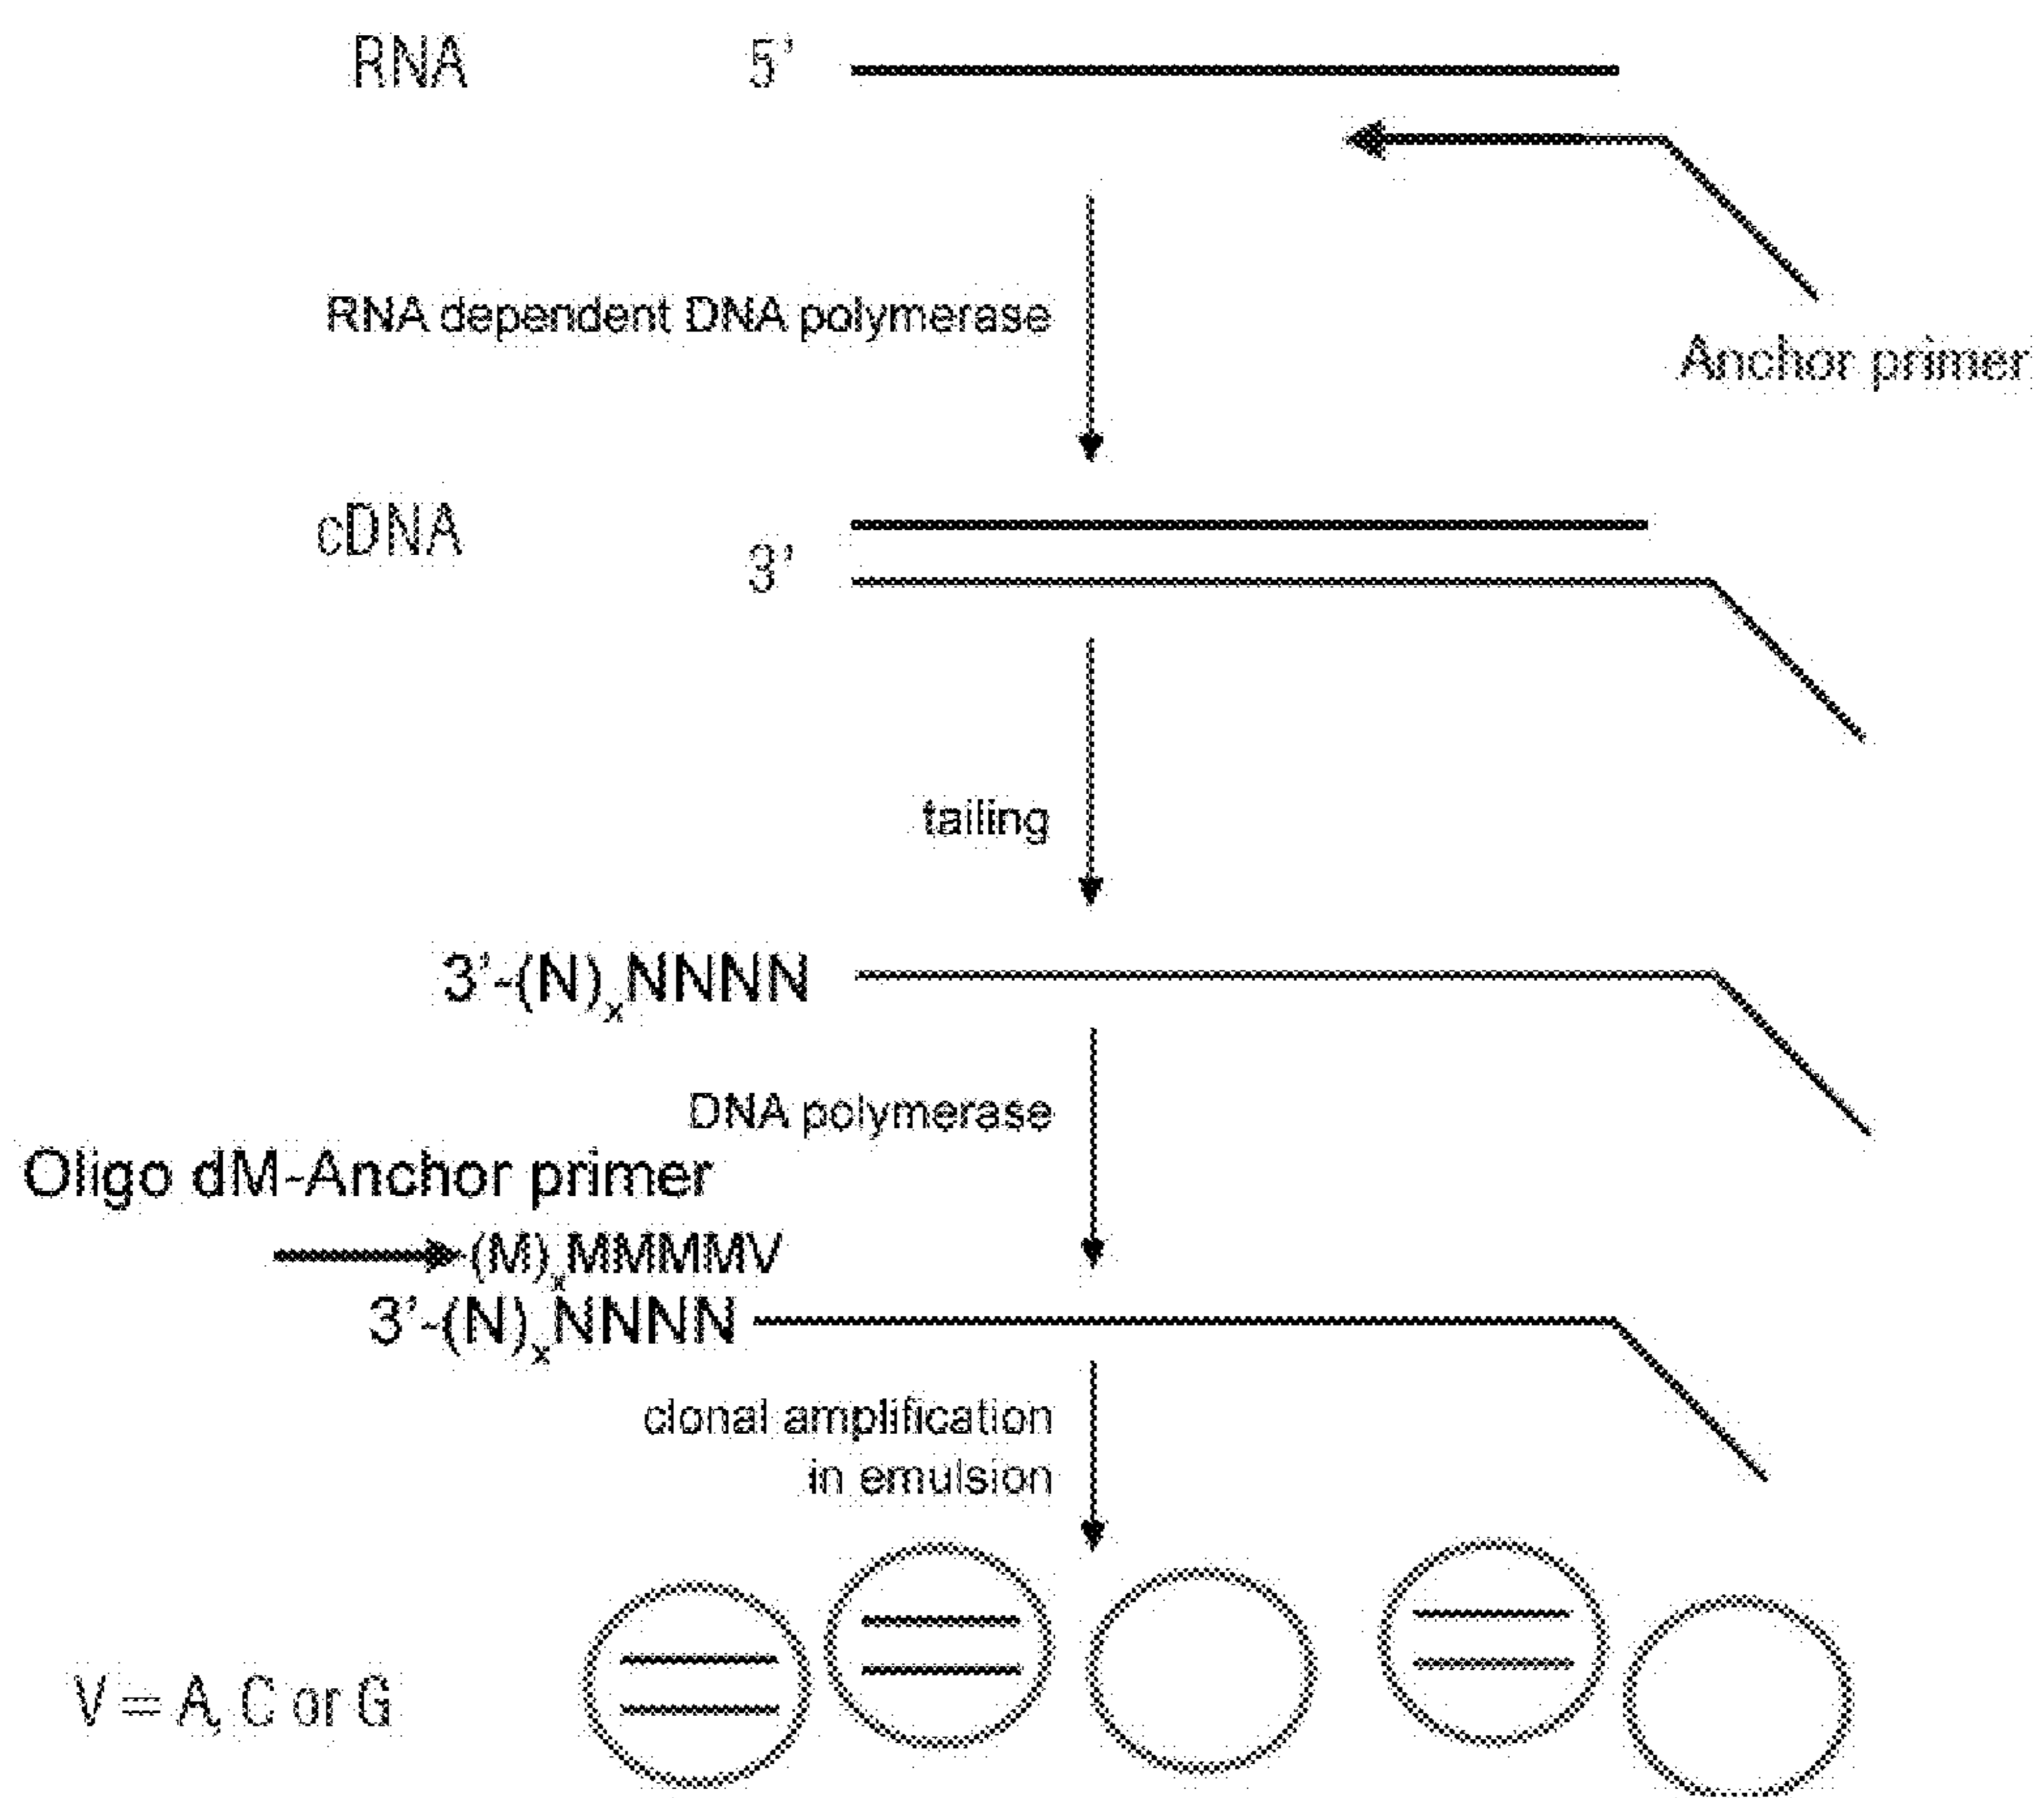 RNA 5'
RNA dependent DNA polymerase
Anchor primer
cDNA
3'
tailing
3'-(N)xNNNN
DNA polymerase
Oligo dM-Anchor primer
-(M)xMMMMV
3'-(N)xNNNN
clonal amplification
in emulsion
V = A, C or G